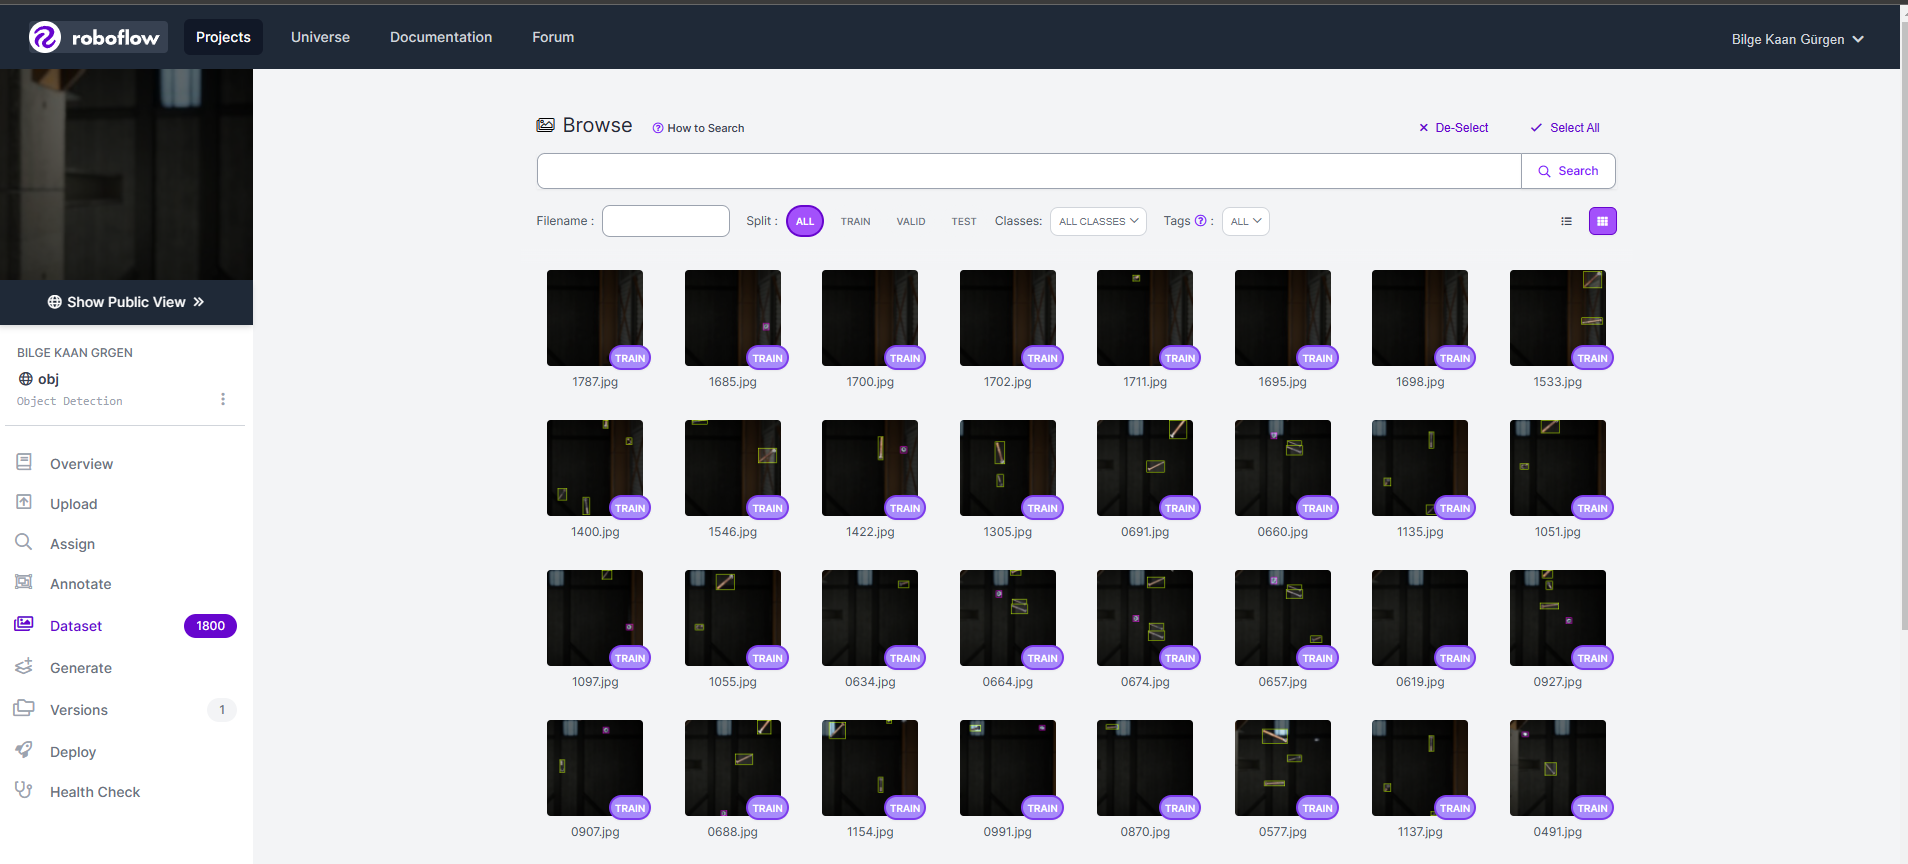 roboflow
Projects
Universe
Documentation
Forum
Bilge Kaan Gürgen
Show Public View
BILGE KAAN GRGEN
obj
Object Detection
Overview
Upload
Assign
Annotate
Dataset 1800
Generate
Versions 1
Deploy
Health Check
Browse
How to Search
De-Select
Select All
Search
Filename :
Split : ALL TRAIN VALID TEST
Classes: ALL CLASSES
Tags ? : ALL
TRAIN TRAIN TRAIN TRAIN TRAIN TRAIN TRAIN TRAIN
1787.jpg 1685.jpg 1700.jpg 1702.jpg 1711.jpg 1695.jpg 1698.jpg 1533.jpg
TRAIN TRAIN TRAIN TRAIN TRAIN TRAIN TRAIN TRAIN
1400.jpg 1546.jpg 1422.jpg 1305.jpg 0691.jpg 0660.jpg 1135.jpg 1051.jpg
TRAIN TRAIN TRAIN TRAIN TRAIN TRAIN TRAIN TRAIN
1097.jpg 1055.jpg 0634.jpg 0664.jpg 0674.jpg 0657.jpg 0619.jpg 0927.jpg
TRAIN TRAIN TRAIN TRAIN TRAIN TRAIN TRAIN TRAIN
0907.jpg 0688.jpg 1154.jpg 0991.jpg 0870.jpg 0577.jpg 1137.jpg 0491.jpg